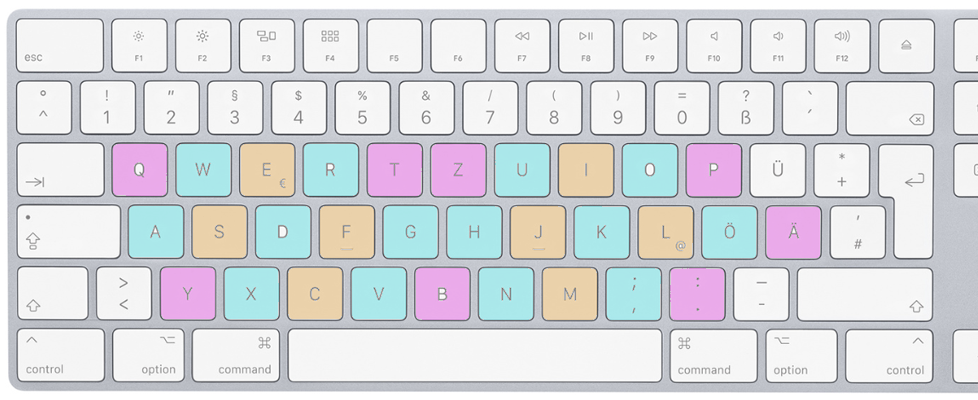 esc F1 F2 F3 F4 F5 F6 F7 F8 F9 F10 F11 F12
° ! " § $ % & / ( ) = ? `
^ 1 2 3 4 5 6 7 8 9 0 ß ´
Q W E € R T Z U I O P Ü * +
A S D F G H J K L @ Ö Ä ' #
> < Y X C V B N M ; , : . _ -
control option command command option control